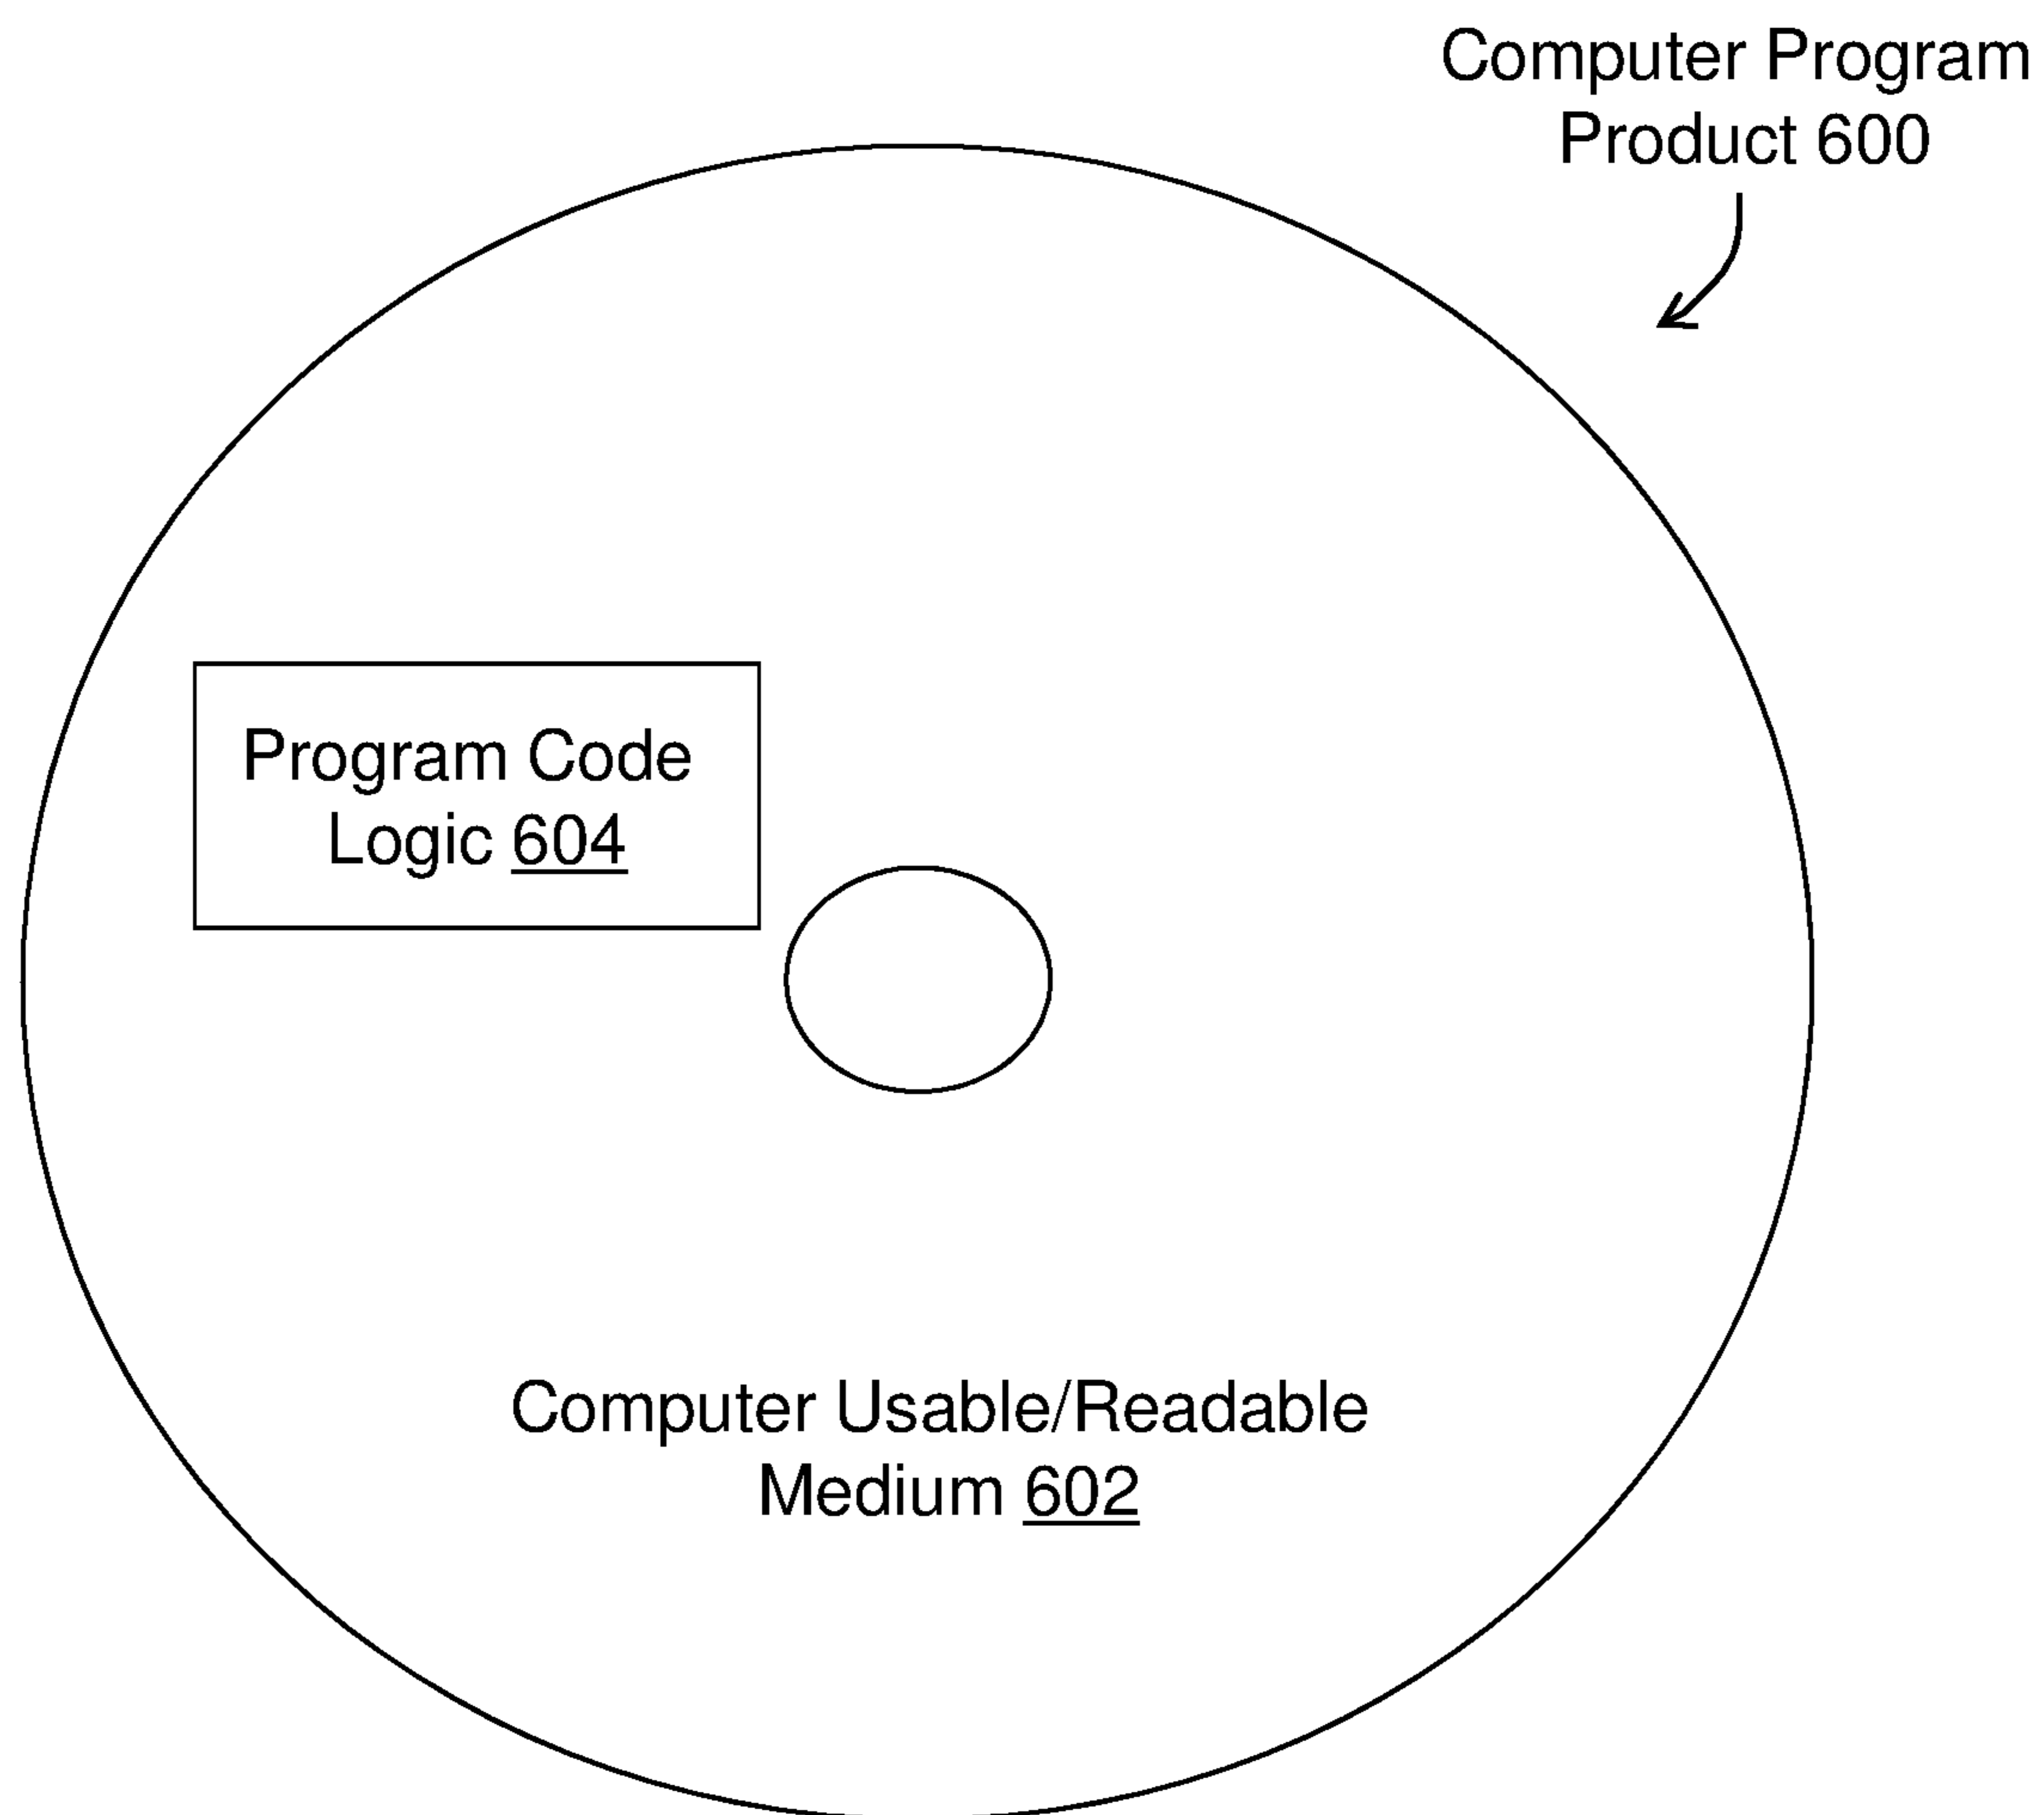 Computer Program
Product 600
Program Code
Logic 604
Computer Usable/Readable
Medium 602